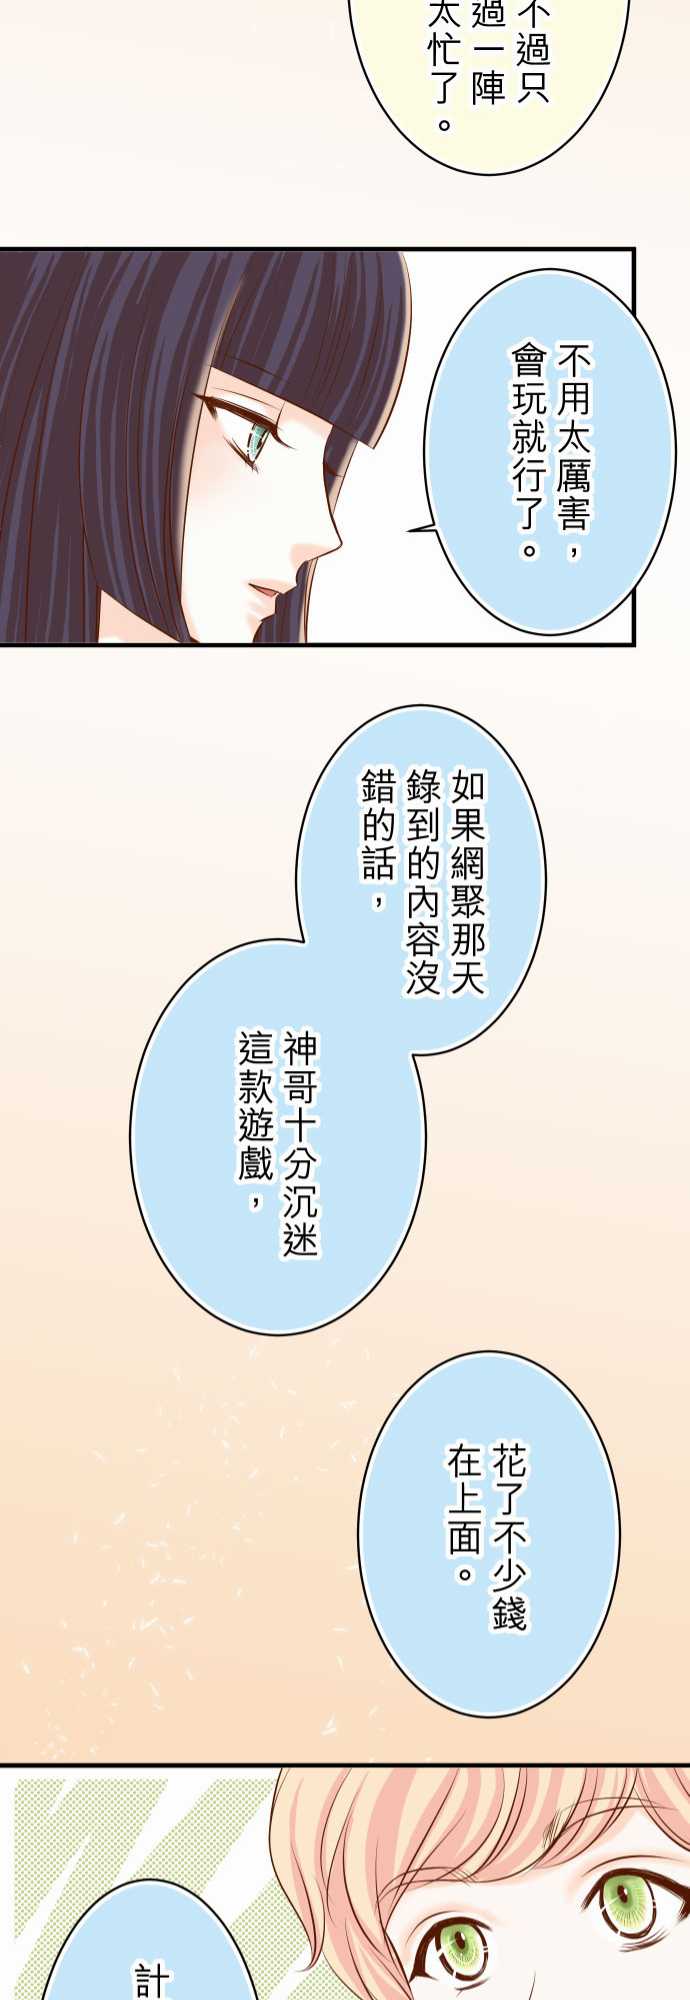 不過只
過一陣
太忙了。
不用太厲害，
會玩就行了。
如果網聚那天
錄到的內容沒
錯的話，
神哥十分沉迷
這款遊戲，
花了不少錢
在上面。
計